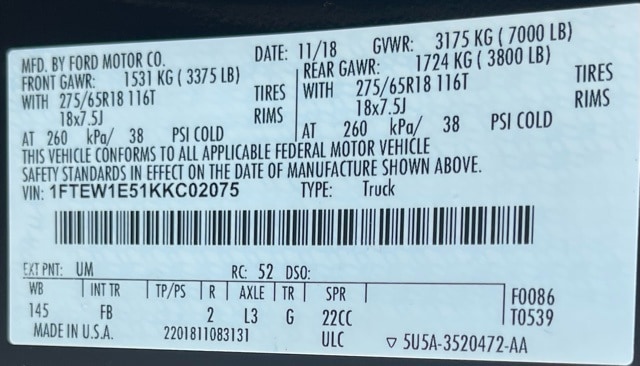 MFD. BY FORD MOTOR CO. DATE: 11/18 GVWR: 3175 KG ( 7000 LB)
FRONT GAWR: 1531 KG ( 3375 LB) REAR GAWR: 1724 KG ( 3800 LB)
WITH 275/65R18 116T TIRES WITH 275/65R18 116T TIRES
18x7.5J RIMS 18x7.5J RIMS
AT 260 kPa/ 38 PSI COLD AT 260 kPa/ 38 PSI COLD
THIS VEHICLE CONFORMS TO ALL APPLICABLE FEDERAL MOTOR VEHICLE
SAFETY STANDARDS IN EFFECT ON THE DATE OF MANUFACTURE SHOWN ABOVE.
VIN: 1FTEW1E51KKC02075 TYPE: Truck
EXT PNT: UM RC: 52 DSO:
WB INT TR TP/PS R AXLE TR SPR F0086
145 FB 2 L3 G 22CC T0539
MADE IN U.S.A. 2201811083131 ULC ▽ 5U5A-3520472-AA